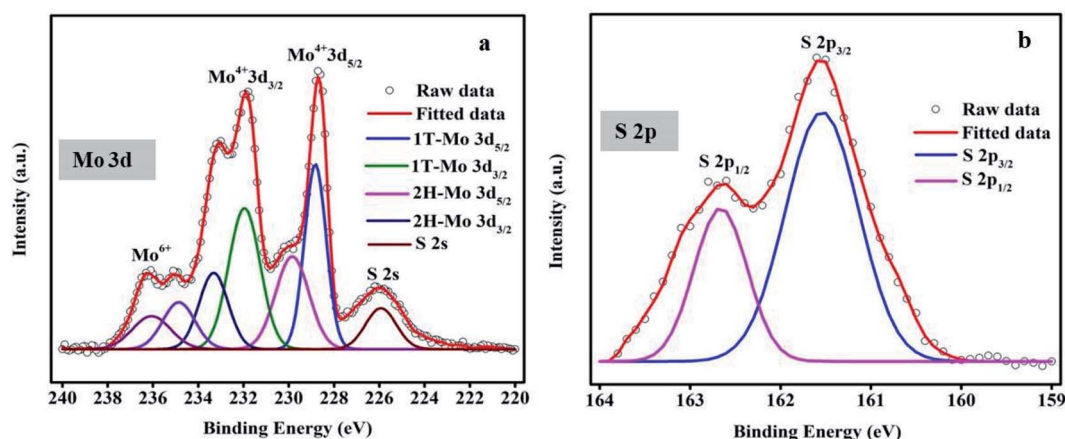 a
Mo⁴⁺3d₅/₂
Mo⁴⁺3d₃/₂
Raw data
Fitted data
1T-Mo 3d₅/₂
1T-Mo 3d₃/₂
2H-Mo 3d₅/₂
2H-Mo 3d₃/₂
S 2s
Mo 3d
Mo⁶⁺
S 2s
Intensity (a.u.)
240 238 236 234 232 230 229 228 226 224 222 220
Binding Energy (eV)
b
S 2p₃/₂
Raw data
Fitted data
S 2p₃/₂
S 2p₁/₂
S 2p
S 2p₁/₂
Intensity (a.u.)
164 163 162 161 160 159
Binding Energy (eV)